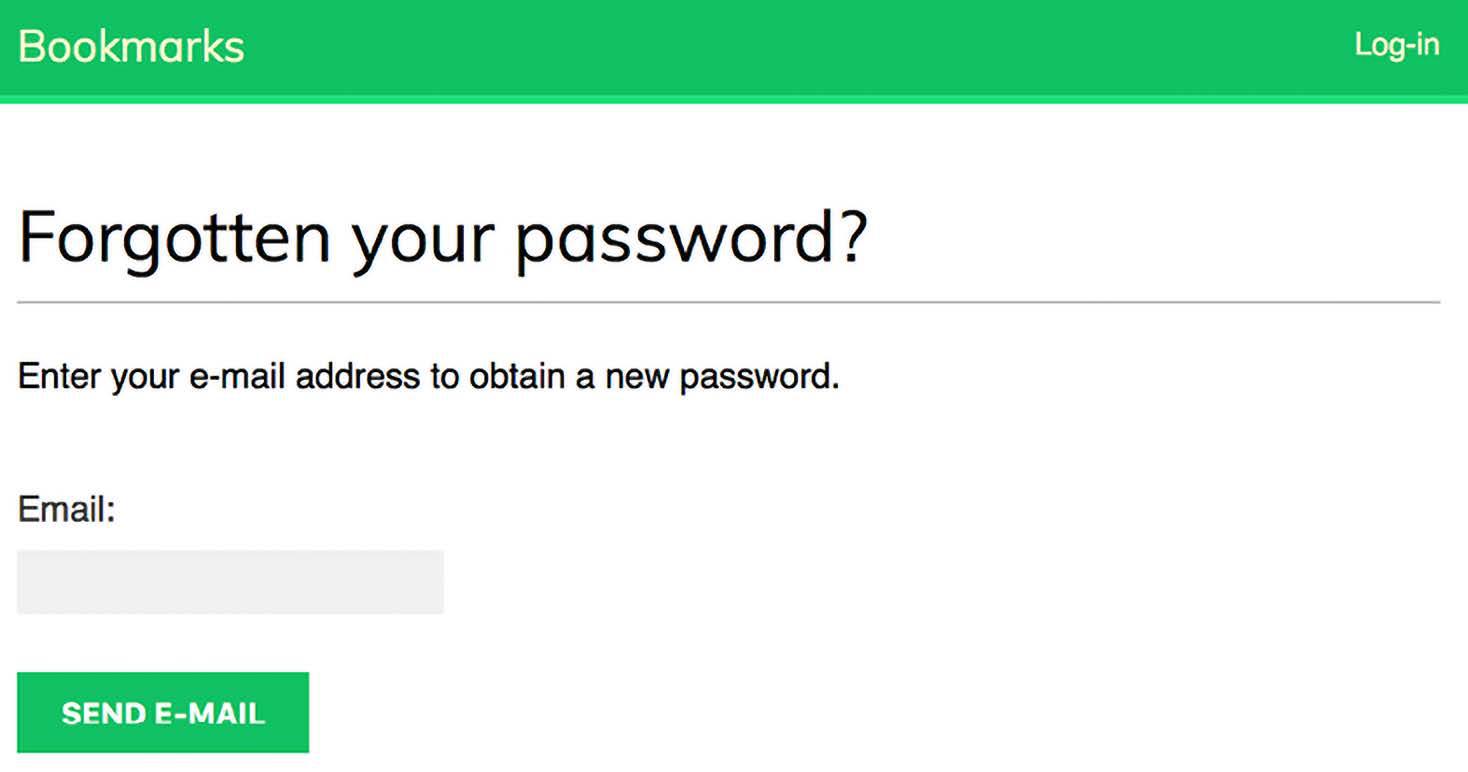 Bookmarks
Log-in
Forgotten your password?
Enter your e-mail address to obtain a new password.
Email:
SEND E-MAIL